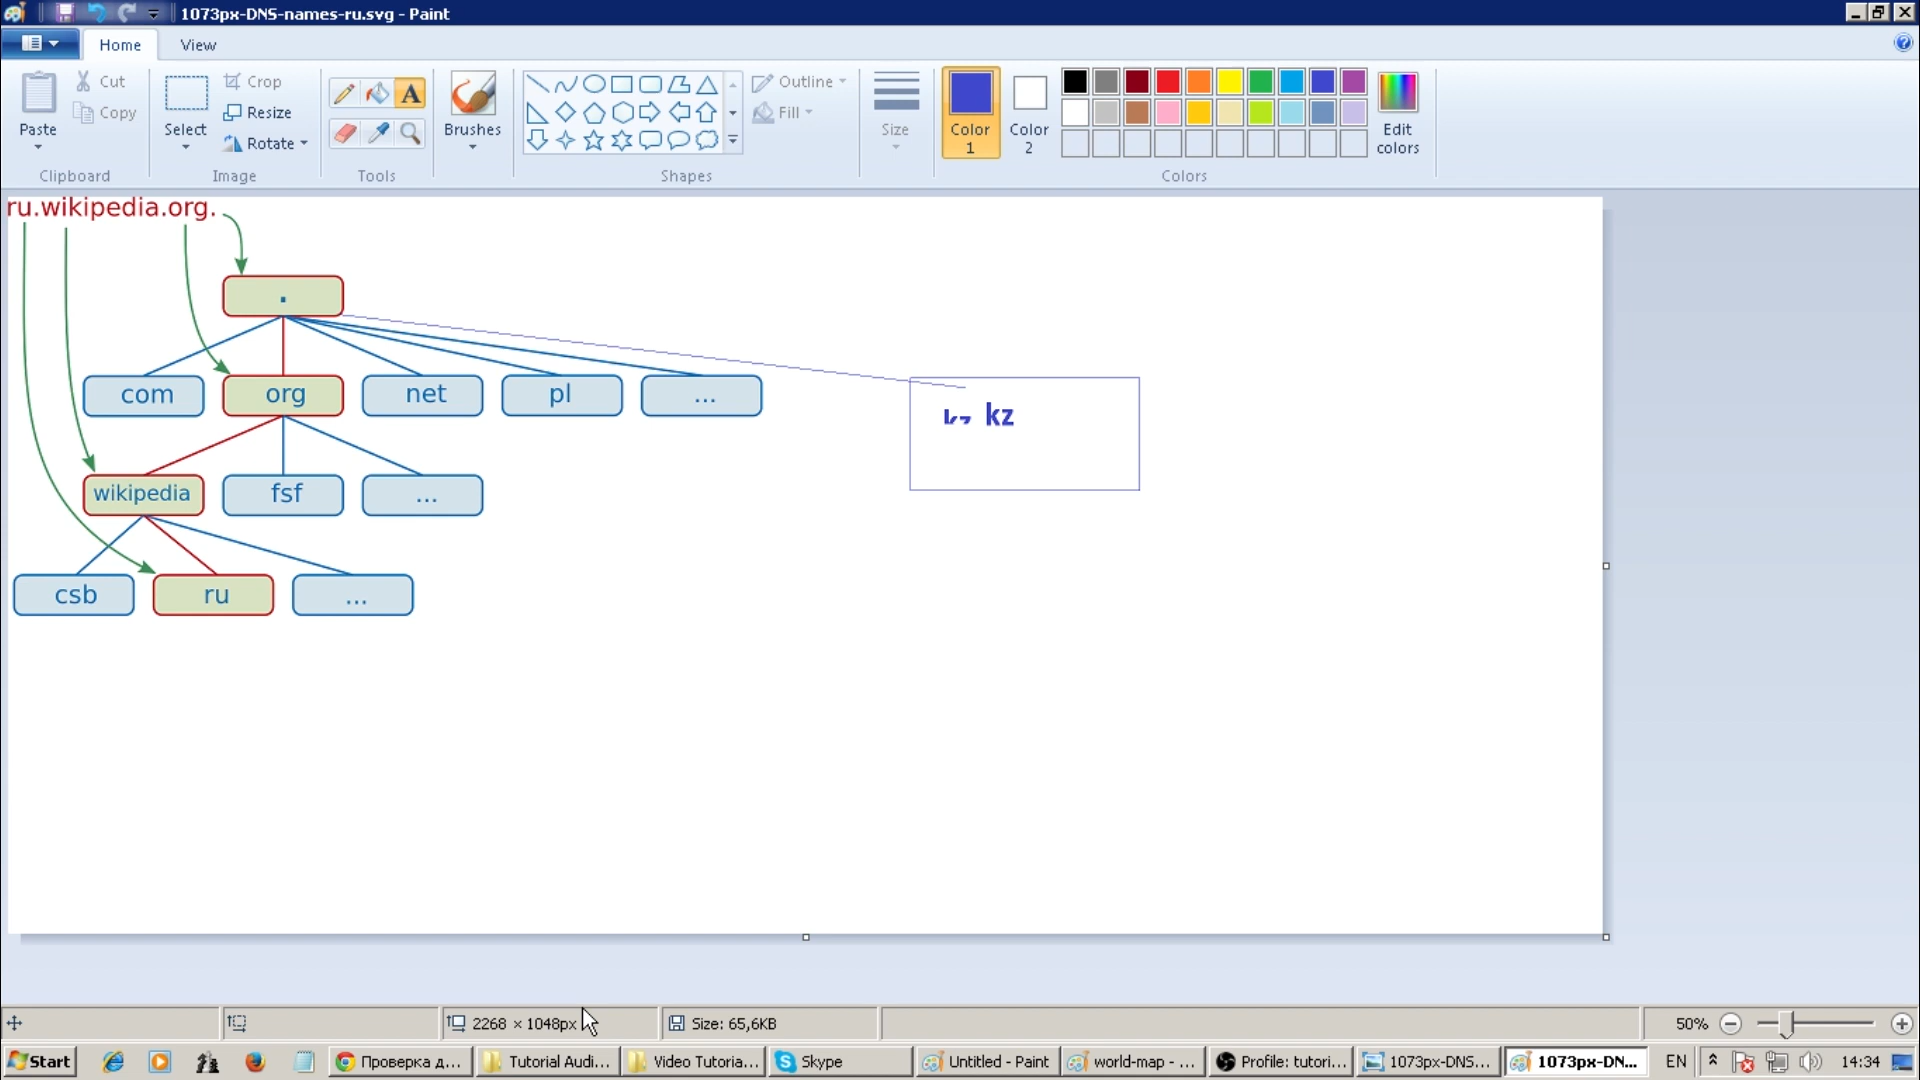 1073px-DNS-names-ru.svg - Paint
Home View
Paste
Cut
Copy
Clipboard
Select
Crop
Resize
Rotate
Image
A
Tools
Brushes
Shapes
Outline
Fill
Size
Color 1
Color 2
Edit colors
Colors
ru.wikipedia.org.
.
com org net pl ...
kz kz
wikipedia fsf ...
csb ru ...
2268 × 1048px Size: 65,6KB 50%
Start Проверка д... Tutorial Audi... Video Tutoria... Skype Untitled - Paint world-map - ... Profile: tutori... 1073px-DNS... 1073px-DN... EN 14:34